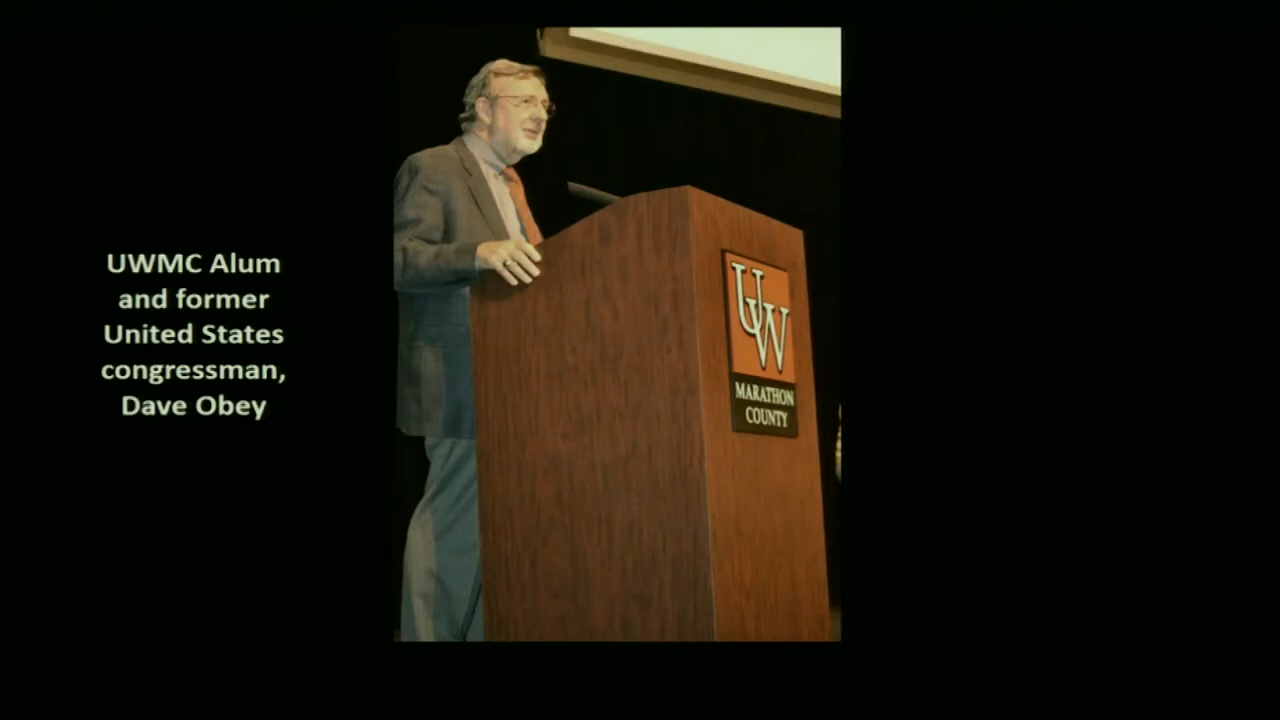 UWMC Alum
and former
United States
congressman,
Dave Obey
UW
MARATHON
COUNTY